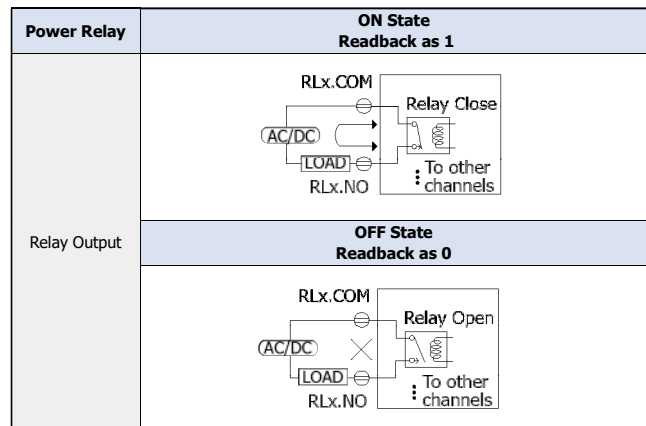 Power Relay
ON State
Readback as 1
RLx.COM
Relay Close
AC/DC
LOAD
To other
channels
RLx.NO
Relay Output
OFF State
Readback as 0
RLx.COM
Relay Open
AC/DC
LOAD
To other
channels
RLx.NO